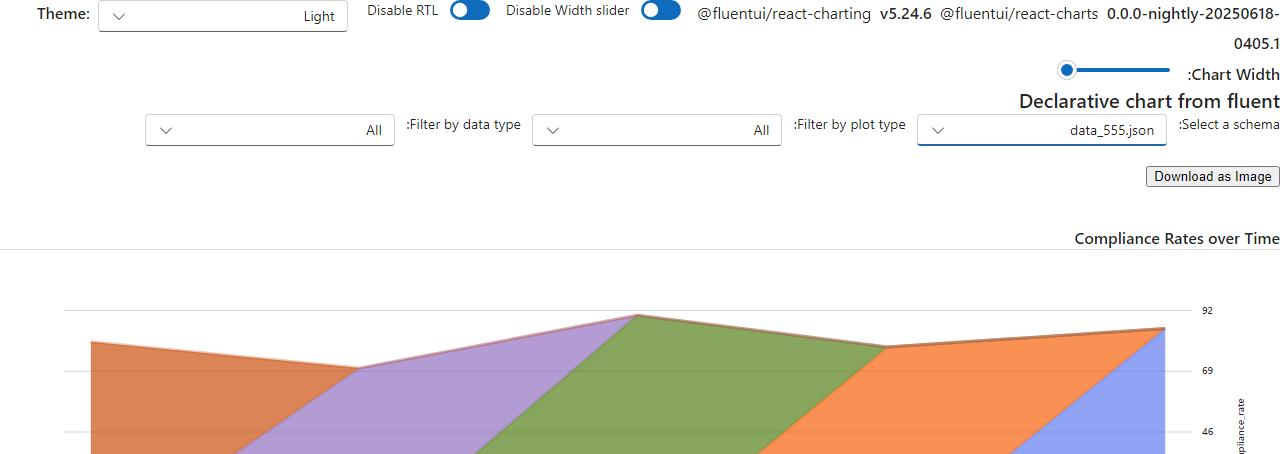 Theme: Light Disable RTL Disable Width slider @fluentui/react-charting v5.24.6 @fluentui/react-charts 0.0.0-nightly-20250618-
0405.1
:Chart Width
Declarative chart from fluent
:Select a schema data_555.json :Filter by plot type All :Filter by data type All
Download as Image
Compliance Rates over Time
92
69
46